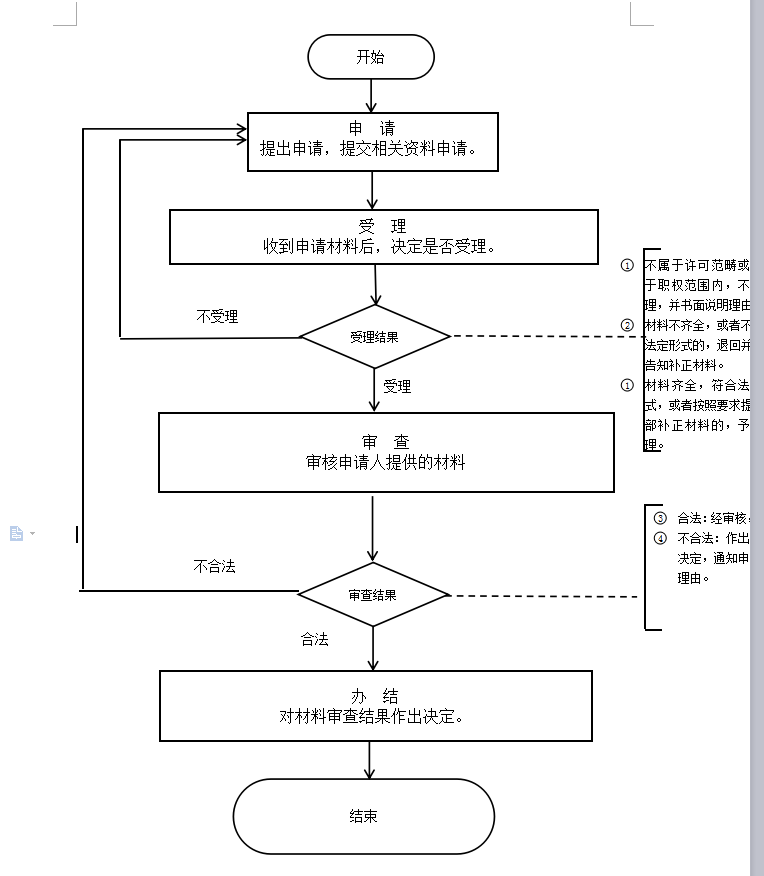 开始
申 请
提出申请，提交相关资料申请。
受 理
收到申请材料后，决定是否受理。
不受理
受理结果
① 不属于许可范畴或
于职权范围内，不
理，并书面说明理由
② 材料不齐全，或者不
法定形式的，退回并
告知补正材料。
① 材料齐全，符合法
式，或者按照要求提
部补正材料的，予
理。
受理
审 查
审核申请人提供的材料
③ 合法：经审核，
④ 不合法：作出
决定，通知申
理由。
不合法
审查结果
合法
办 结
对材料审查结果作出决定。
结束